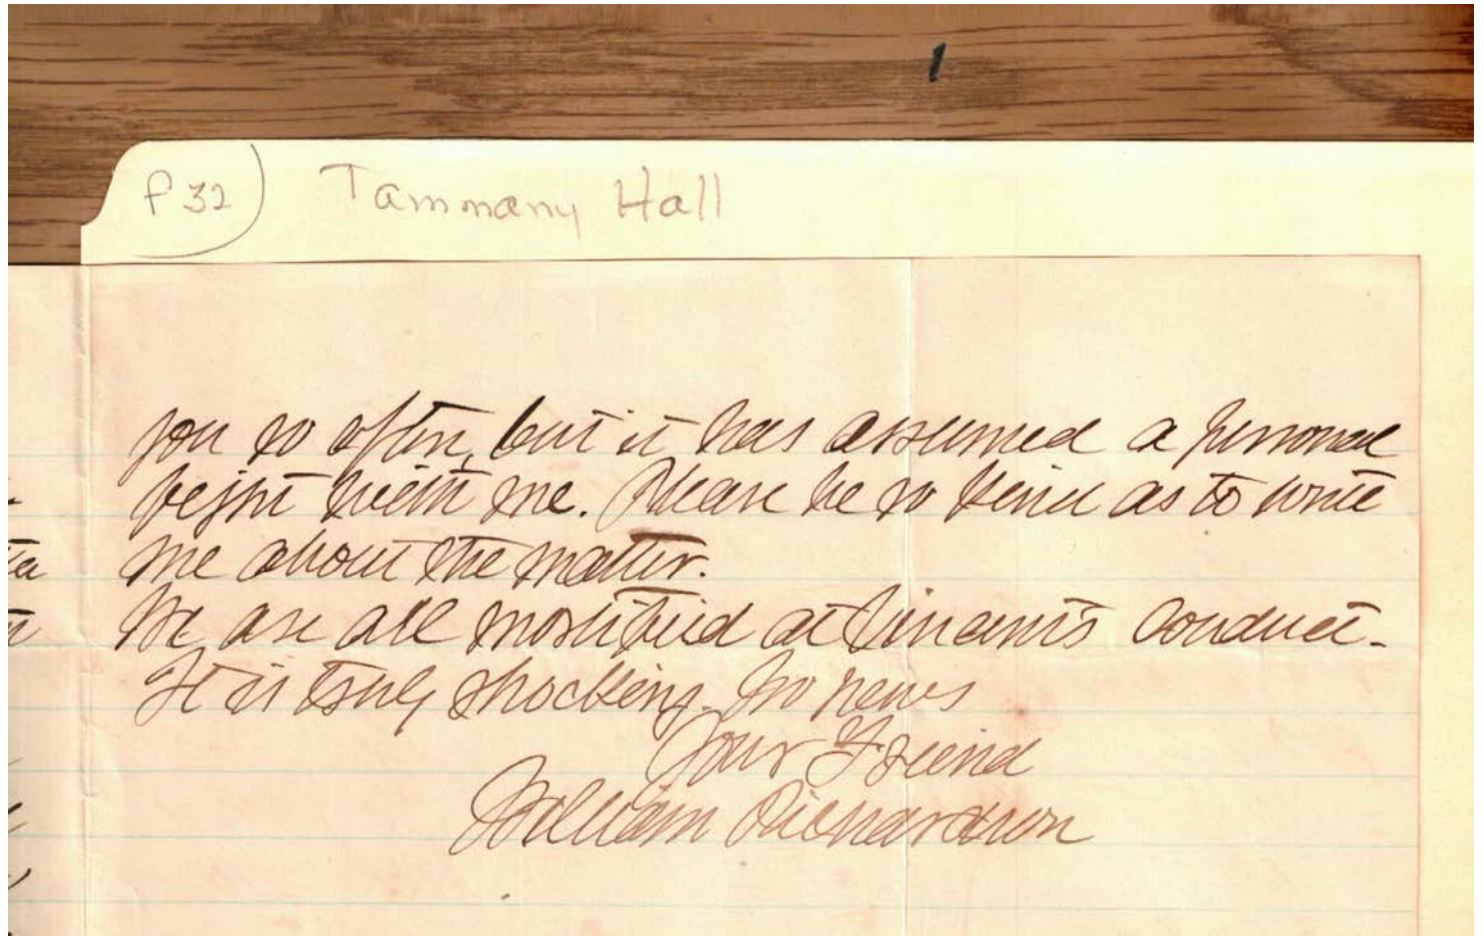 P 32) Tammany Hall
you so often, but it has assumed a personal
fight with me. Please be so kind as to write
me about the matter.
We are all mortified at Vincent's conduct.
It is truly shocking. No news
Your Friend
William Richardson